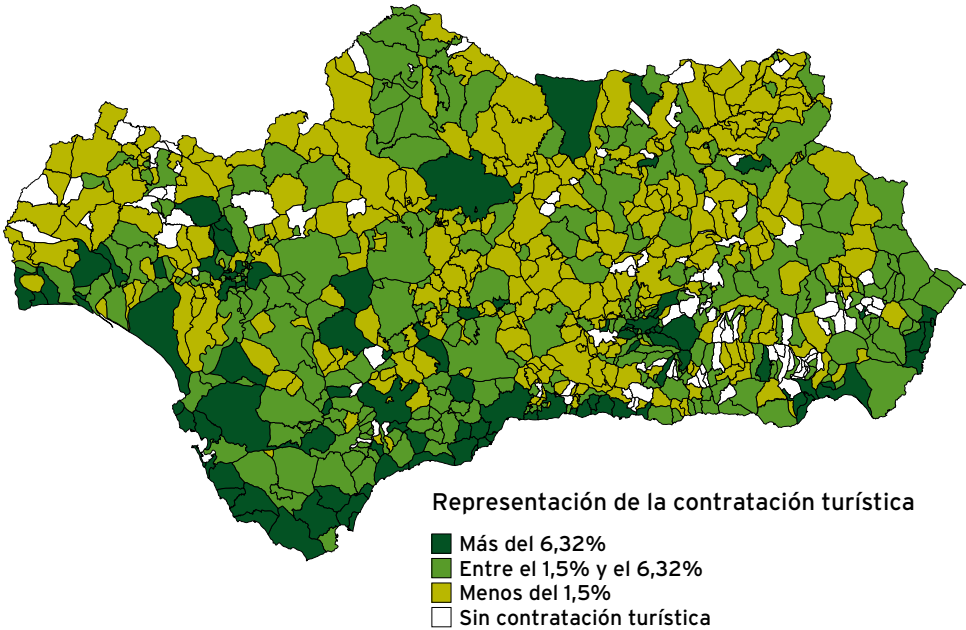 Representación de la contratación turística
Más del 6,32%
Entre el 1,5% y el 6,32%
Menos del 1,5%
Sin contratación turística